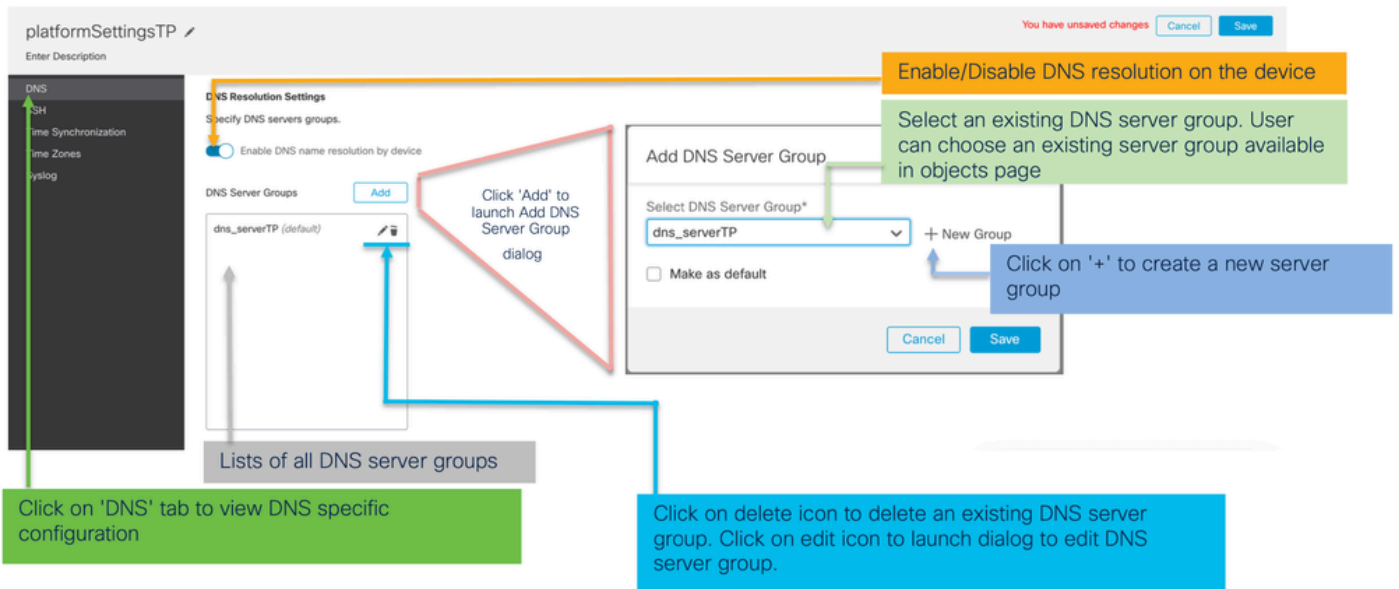 platformSettingsTP
You have unsaved changes
Cancel
Save
Enter Description
DNS
SSH
Time Synchronization
Time Zones
Syslog
DNS Resolution Settings
Specify DNS servers groups.
Enable DNS name resolution by device
DNS Server Groups
Add
dns_serverTP (default)
Click 'Add' to
launch Add DNS
Server Group
dialog
Add DNS Server Group
Select DNS Server Group*
dns_serverTP
+ New Group
Make as default
Cancel
Save
Enable/Disable DNS resolution on the device
Select an existing DNS server group. User
can choose an existing server group available
in objects page
Click on '+' to create a new server
group
Lists of all DNS server groups
Click on 'DNS' tab to view DNS specific
configuration
Click on delete icon to delete an existing DNS server
group. Click on edit icon to launch dialog to edit DNS
server group.